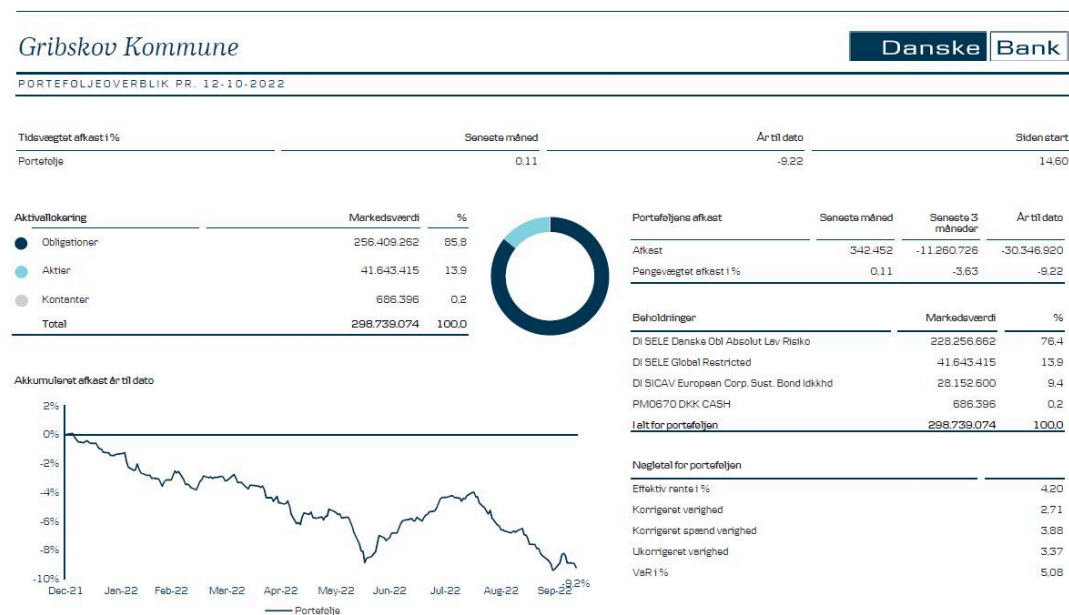 Gribskov Kommune
Danske Bank
PORTEFØLJEOVERBLIK PR. 12-10-2022
Tidsvægtet afkast i % Seneste måned År til dato Siden start
Portefølje 0,11 -9,22 14,60
Aktivallokering Markedsværdi %
Obligationer 256.409.262 85,8
Aktier 41.643.415 13,9
Kontanter 686.396 0,2
Total 298.739.074 100,0
Porteføljens afkast Seneste måned Seneste 3 måneder År til dato
Afkast 342.452 -11.260.726 -30.346.920
Pengevægtet afkast i % 0,11 -3,63 -9,22
Beholdninger Markedsværdi %
DI SELE Danske Obl Absolut Lav Risiko 228.256.662 76,4
DI SELE Global Restricted 41.643.415 13,9
DI SICAV European Corp. Sust. Bond Idkkhd 28.152.600 9,4
PM0670 DKK CASH 686.396 0,2
I alt for porteføljen 298.739.074 100,0
Akkumuleret afkast år til dato
2%
0%
-2%
-4%
-6%
-8%
-10%
-9,2%
Dec-21 Jan-22 Feb-22 Mar-22 Apr-22 May-22 Jun-22 Jul-22 Aug-22 Sep-22
Portefølje
Nøgletal for porteføljen
Effektiv rente i % 4,20
Korrigeret varighed 2,71
Korrigeret spænd varighed 3,88
Ukorrigeret varighed 3,37
VaR i % 5,08